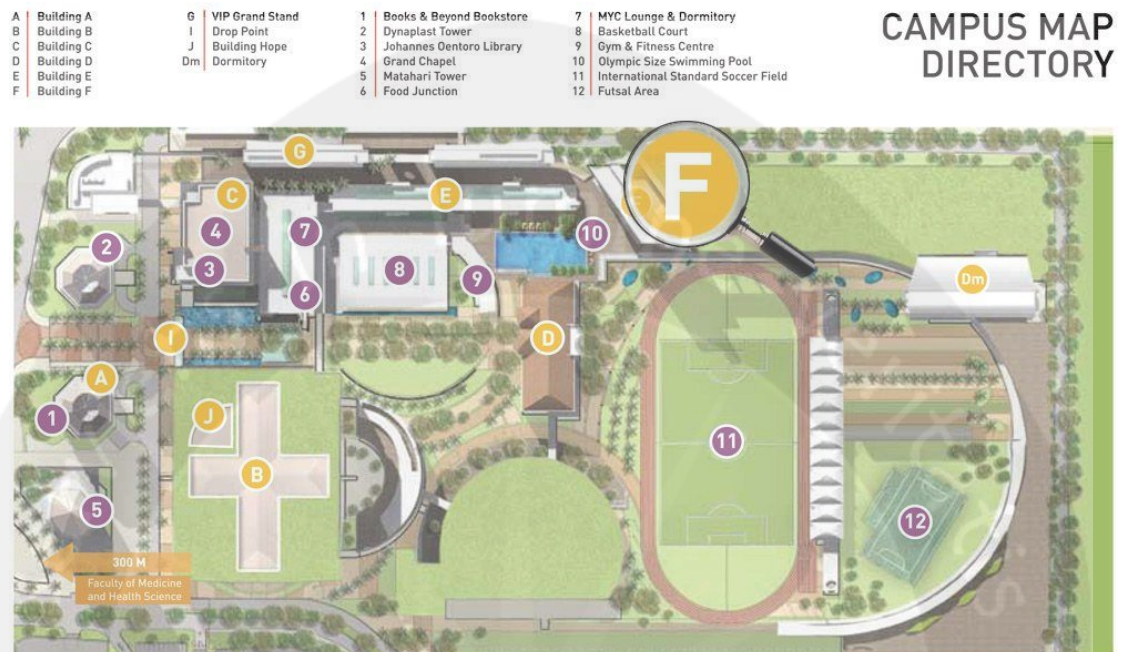 CAMPUS MAP
DIRECTORY
A Building A
B Building B
C Building C
D Building D
E Building E
F Building F
G VIP Grand Stand
I Drop Point
J Building Hope
Dm Dormitory
1 Books & Beyond Bookstore
2 Dynaplast Tower
3 Johannes Oentoro Library
4 Grand Chapel
5 Matahari Tower
6 Food Junction
7 MYC Lounge & Dormitory
8 Basketball Court
9 Gym & Fitness Centre
10 Olympic Size Swimming Pool
11 International Standard Soccer Field
12 Futsal Area
G
F
C
E
4
7
10
2
3
8
9
Dm
6
I
D
A
1
J
11
B
5
12
300 M
Faculty of Medicine
and Health Science